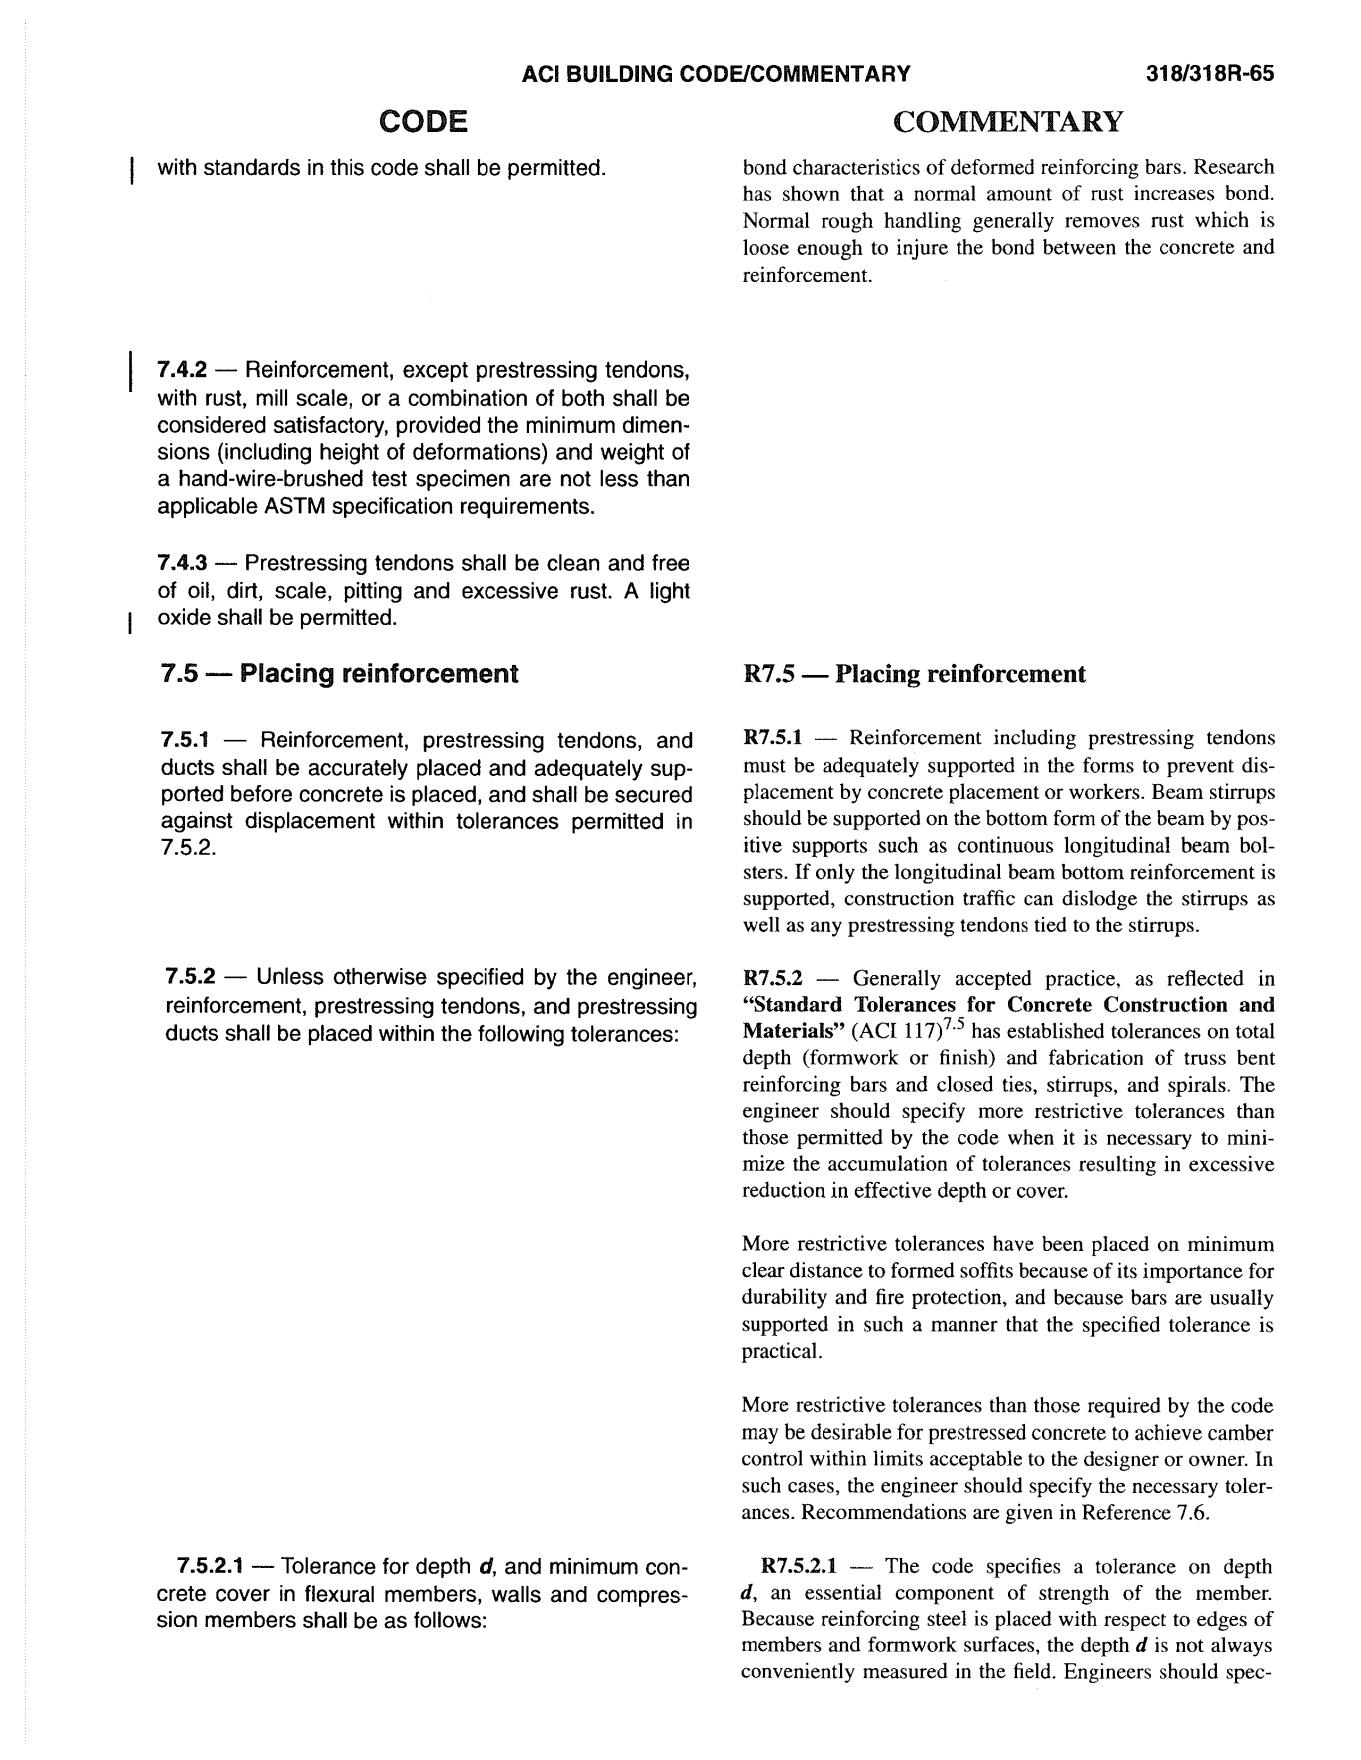 ACI BUILDING CODE/COMMENTARY 318/318R-65
CODE
with standards in this code shall be permitted.
7.4.2 — Reinforcement, except prestressing tendons,
with rust, mill scale, or a combination of both shall be
considered satisfactory, provided the minimum dimen-
sions (including height of deformations) and weight of
a hand-wire-brushed test specimen are not less than
applicable ASTM specification requirements.
7.4.3 — Prestressing tendons shall be clean and free
of oil, dirt, scale, pitting and excessive rust. A light
oxide shall be permitted.
7.5 — Placing reinforcement
7.5.1 — Reinforcement, prestressing tendons, and
ducts shall be accurately placed and adequately sup-
ported before concrete is placed, and shall be secured
against displacement within tolerances permitted in
7.5.2.
7.5.2 — Unless otherwise specified by the engineer,
reinforcement, prestressing tendons, and prestressing
ducts shall be placed within the following tolerances:
7.5.2.1 — Tolerance for depth d, and minimum con-
crete cover in flexural members, walls and compres-
sion members shall be as follows:
COMMENTARY
bond characteristics of deformed reinforcing bars. Research
has shown that a normal amount of rust increases bond.
Normal rough handling generally removes rust which is
loose enough to injure the bond between the concrete and
reinforcement.
R7.5 — Placing reinforcement
R7.5.1 — Reinforcement including prestressing tendons
must be adequately supported in the forms to prevent dis-
placement by concrete placement or workers. Beam stirrups
should be supported on the bottom form of the beam by pos-
itive supports such as continuous longitudinal beam bol-
sters. If only the longitudinal beam bottom reinforcement is
supported, construction traffic can dislodge the stirrups as
well as any prestressing tendons tied to the stirrups.
R7.5.2 — Generally accepted practice, as reflected in
“Standard Tolerances for Concrete Construction and
Materials” (ACI 117)7.5 has established tolerances on total
depth (formwork or finish) and fabrication of truss bent
reinforcing bars and closed ties, stirrups, and spirals. The
engineer should specify more restrictive tolerances than
those permitted by the code when it is necessary to mini-
mize the accumulation of tolerances resulting in excessive
reduction in effective depth or cover.
More restrictive tolerances have been placed on minimum
clear distance to formed soffits because of its importance for
durability and fire protection, and because bars are usually
supported in such a manner that the specified tolerance is
practical.
More restrictive tolerances than those required by the code
may be desirable for prestressed concrete to achieve camber
control within limits acceptable to the designer or owner. In
such cases, the engineer should specify the necessary toler-
ances. Recommendations are given in Reference 7.6.
R7.5.2.1 — The code specifies a tolerance on depth
d, an essential component of strength of the member.
Because reinforcing steel is placed with respect to edges of
members and formwork surfaces, the depth d is not always
conveniently measured in the field. Engineers should spec-